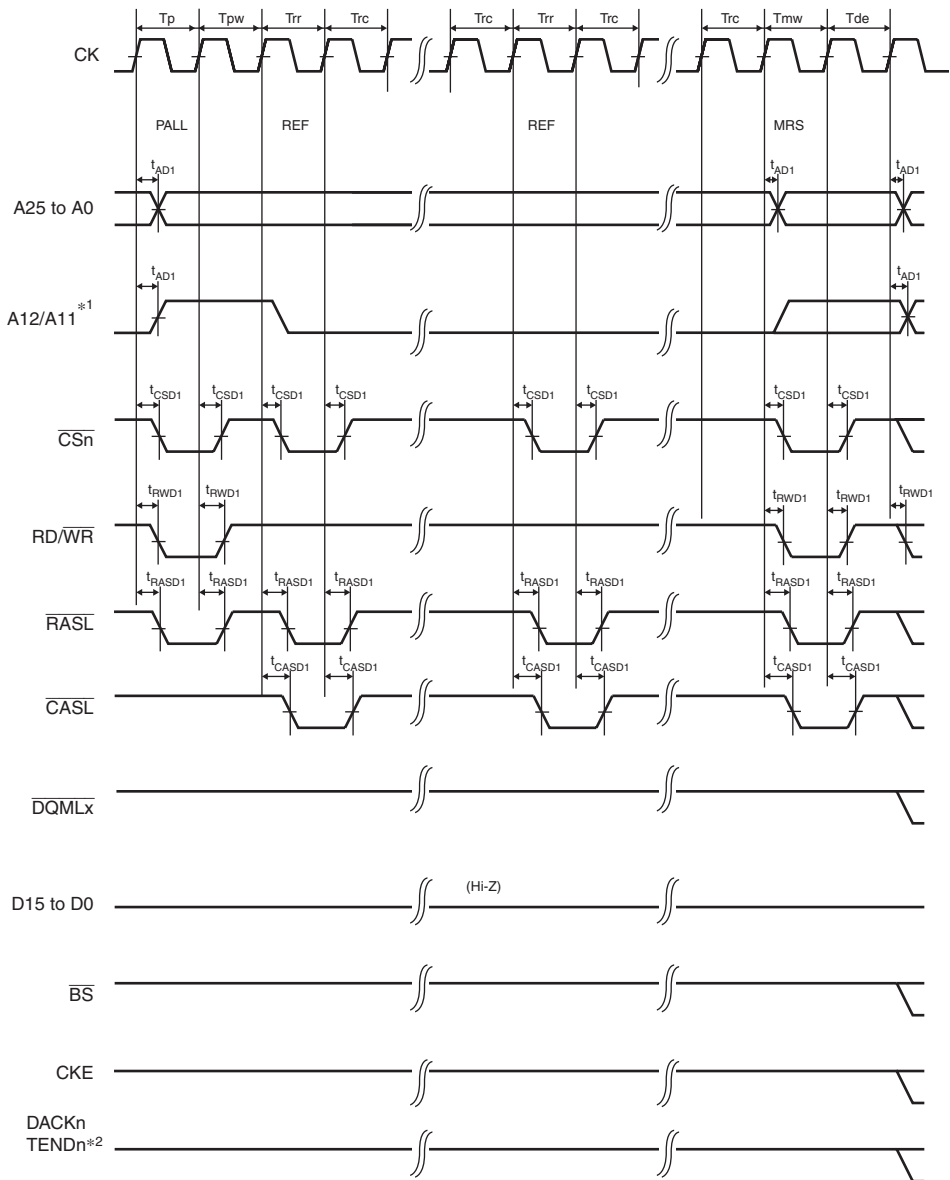 Tp Tpw Trr Trc Trc Trr Trc Trc Tmw Tde
CK
PALL REF REF MRS
tAD1 tAD1 tAD1
A25 to A0
tAD1 tAD1
A12/A11*1
tCSD1 tCSD1 tCSD1 tCSD1 tCSD1 tCSD1 tCSD1 tCSD1
CSn
tRWD1 tRWD1 tRWD1 tRWD1 tRWD1
RD/WR
tRASD1 tRASD1 tRASD1 tRASD1 tRASD1 tRASD1 tRASD1 tRASD1
RASL
tCASD1 tCASD1 tCASD1 tCASD1 tCASD1 tCASD1
CASL
DQMLx
(Hi-Z)
D15 to D0
BS
CKE
DACKn
TENDn*2